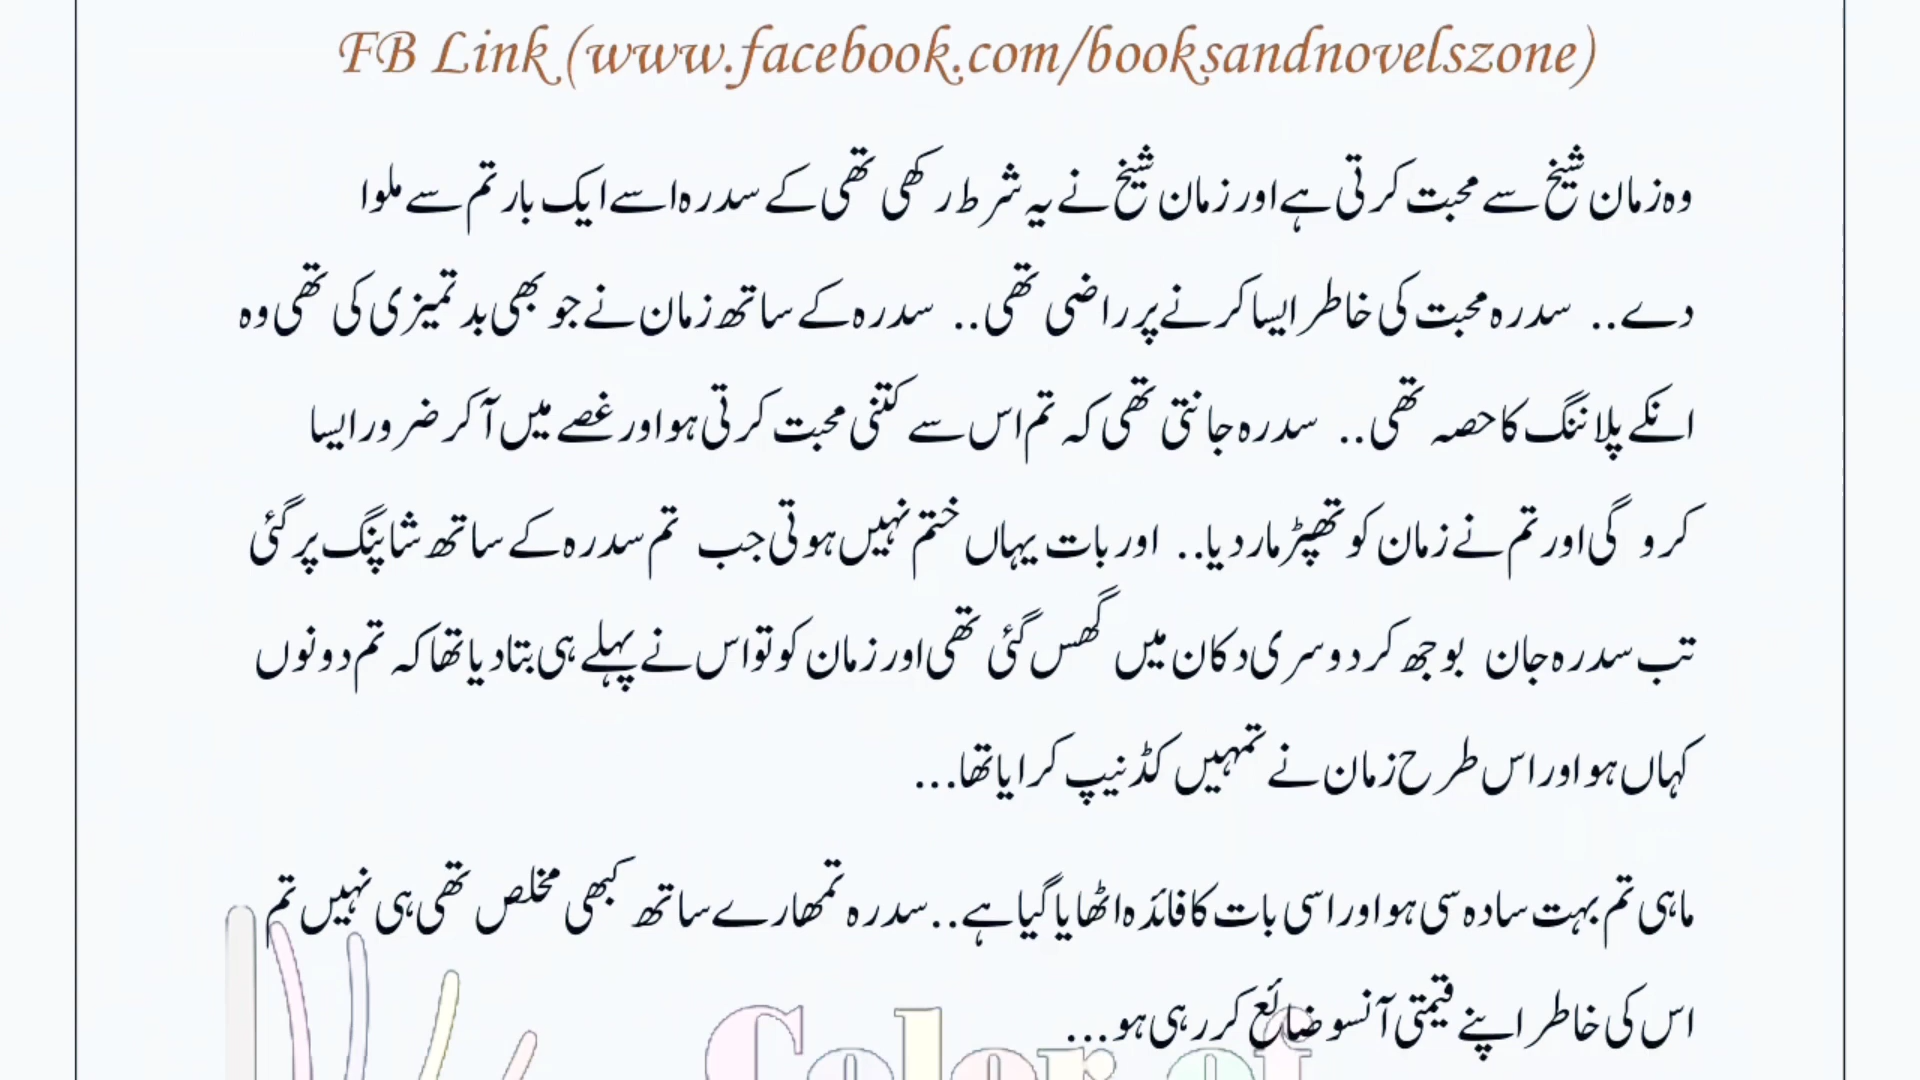 FB Link (www.facebook.com/booksandnovelszone)
وہ زمان شیخ سے محبت کرتی ہے اور زمان شیخ نے یہ شرط رکھی تھی کے سدرہ اسے ایک بار تم سے ملوا
دے.. سدرہ محبت کی خاطر ایسا کرنے پر راضی تھی.. سدرہ کے ساتھ زمان نے جو بھی بد تمیزی کی تھی وہ
انکے پلاننگ کا حصہ تھی.. سدرہ جانتی تھی کہ تم اس سے کتنی محبت کرتی ہو اور غصے میں آ کر ضرور ایسا
کرو گی اور تم نے زمان کو تھپڑ مار دیا.. اور بات یہاں ختم نہیں ہوتی جب تم سدرہ کے ساتھ شاپنگ پر گئی
تب سدرہ جان بوجھ کر دوسری دکان میں گھس گئی تھی اور زمان کو تو اس نے پہلے ہی بتا دیا تھا کہ تم دونوں
کہاں ہو اور اس طرح زمان نے تمہیں کڈنیپ کرایا تھا...
ماہی تم بہت سادہ سی ہو اور اسی بات کا فائدہ اٹھایا گیا ہے..سدرہ تمھارے ساتھ کبھی مخلص تھی ہی نہیں تم
اس کی خاطر اپنے قیمتی آنسو ضائع کر رہی ہو...
Color of